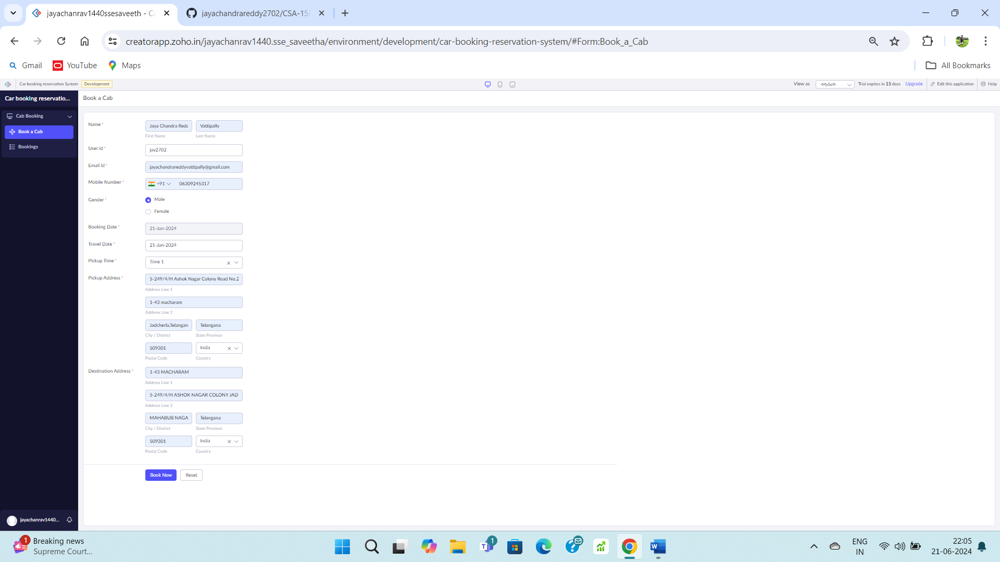 jayachanrav1440ssesaveeth - Ca
jayachandrareddy2702/CSA-158
creatorapp.zoho.in/jayachanrav1440.sse_saveetha/environment/development/car-booking-reservation-system/#Form:Book_a_Cab
Gmail YouTube Maps All Bookmarks
Car booking reservation System Development View as -MySelf- Trial expires in 15 days Upgrade Edit this application Help
Car booking reservatio... Book a Cab
Cab Booking
Book a Cab
Bookings
Name * Jaya Chandra Redd Vattipally
First Name Last Name
User id * jay2702
Email Id * jayachandrareddyvattipally@gmail.com
Mobile Number * +91 06309245317
Gender * Male
Female
Booking Date * 21-Jun-2024
Travel Date * 21-Jun-2024
Pickup Time * Time 1
Pickup Address * 5-249/4/H Ashok Nagar Colony Road No.2
Address Line 1
1-43 macharam
Address Line 2
Jadcherla,Telangan Telangana
City / District State Province
509301 India
Postal Code Country
Destination Address * 1-43 MACHARAM
Address Line 1
5-249/4/H ASHOK NAGAR COLONY JAD
Address Line 2
MAHABUB NAGA Telangana
City / District State Province
509301 India
Postal Code Country
Book Now Reset
jayachanrav1440...
1 Breaking news
Supreme Court...
1
ENG
IN
22:05
21-06-2024